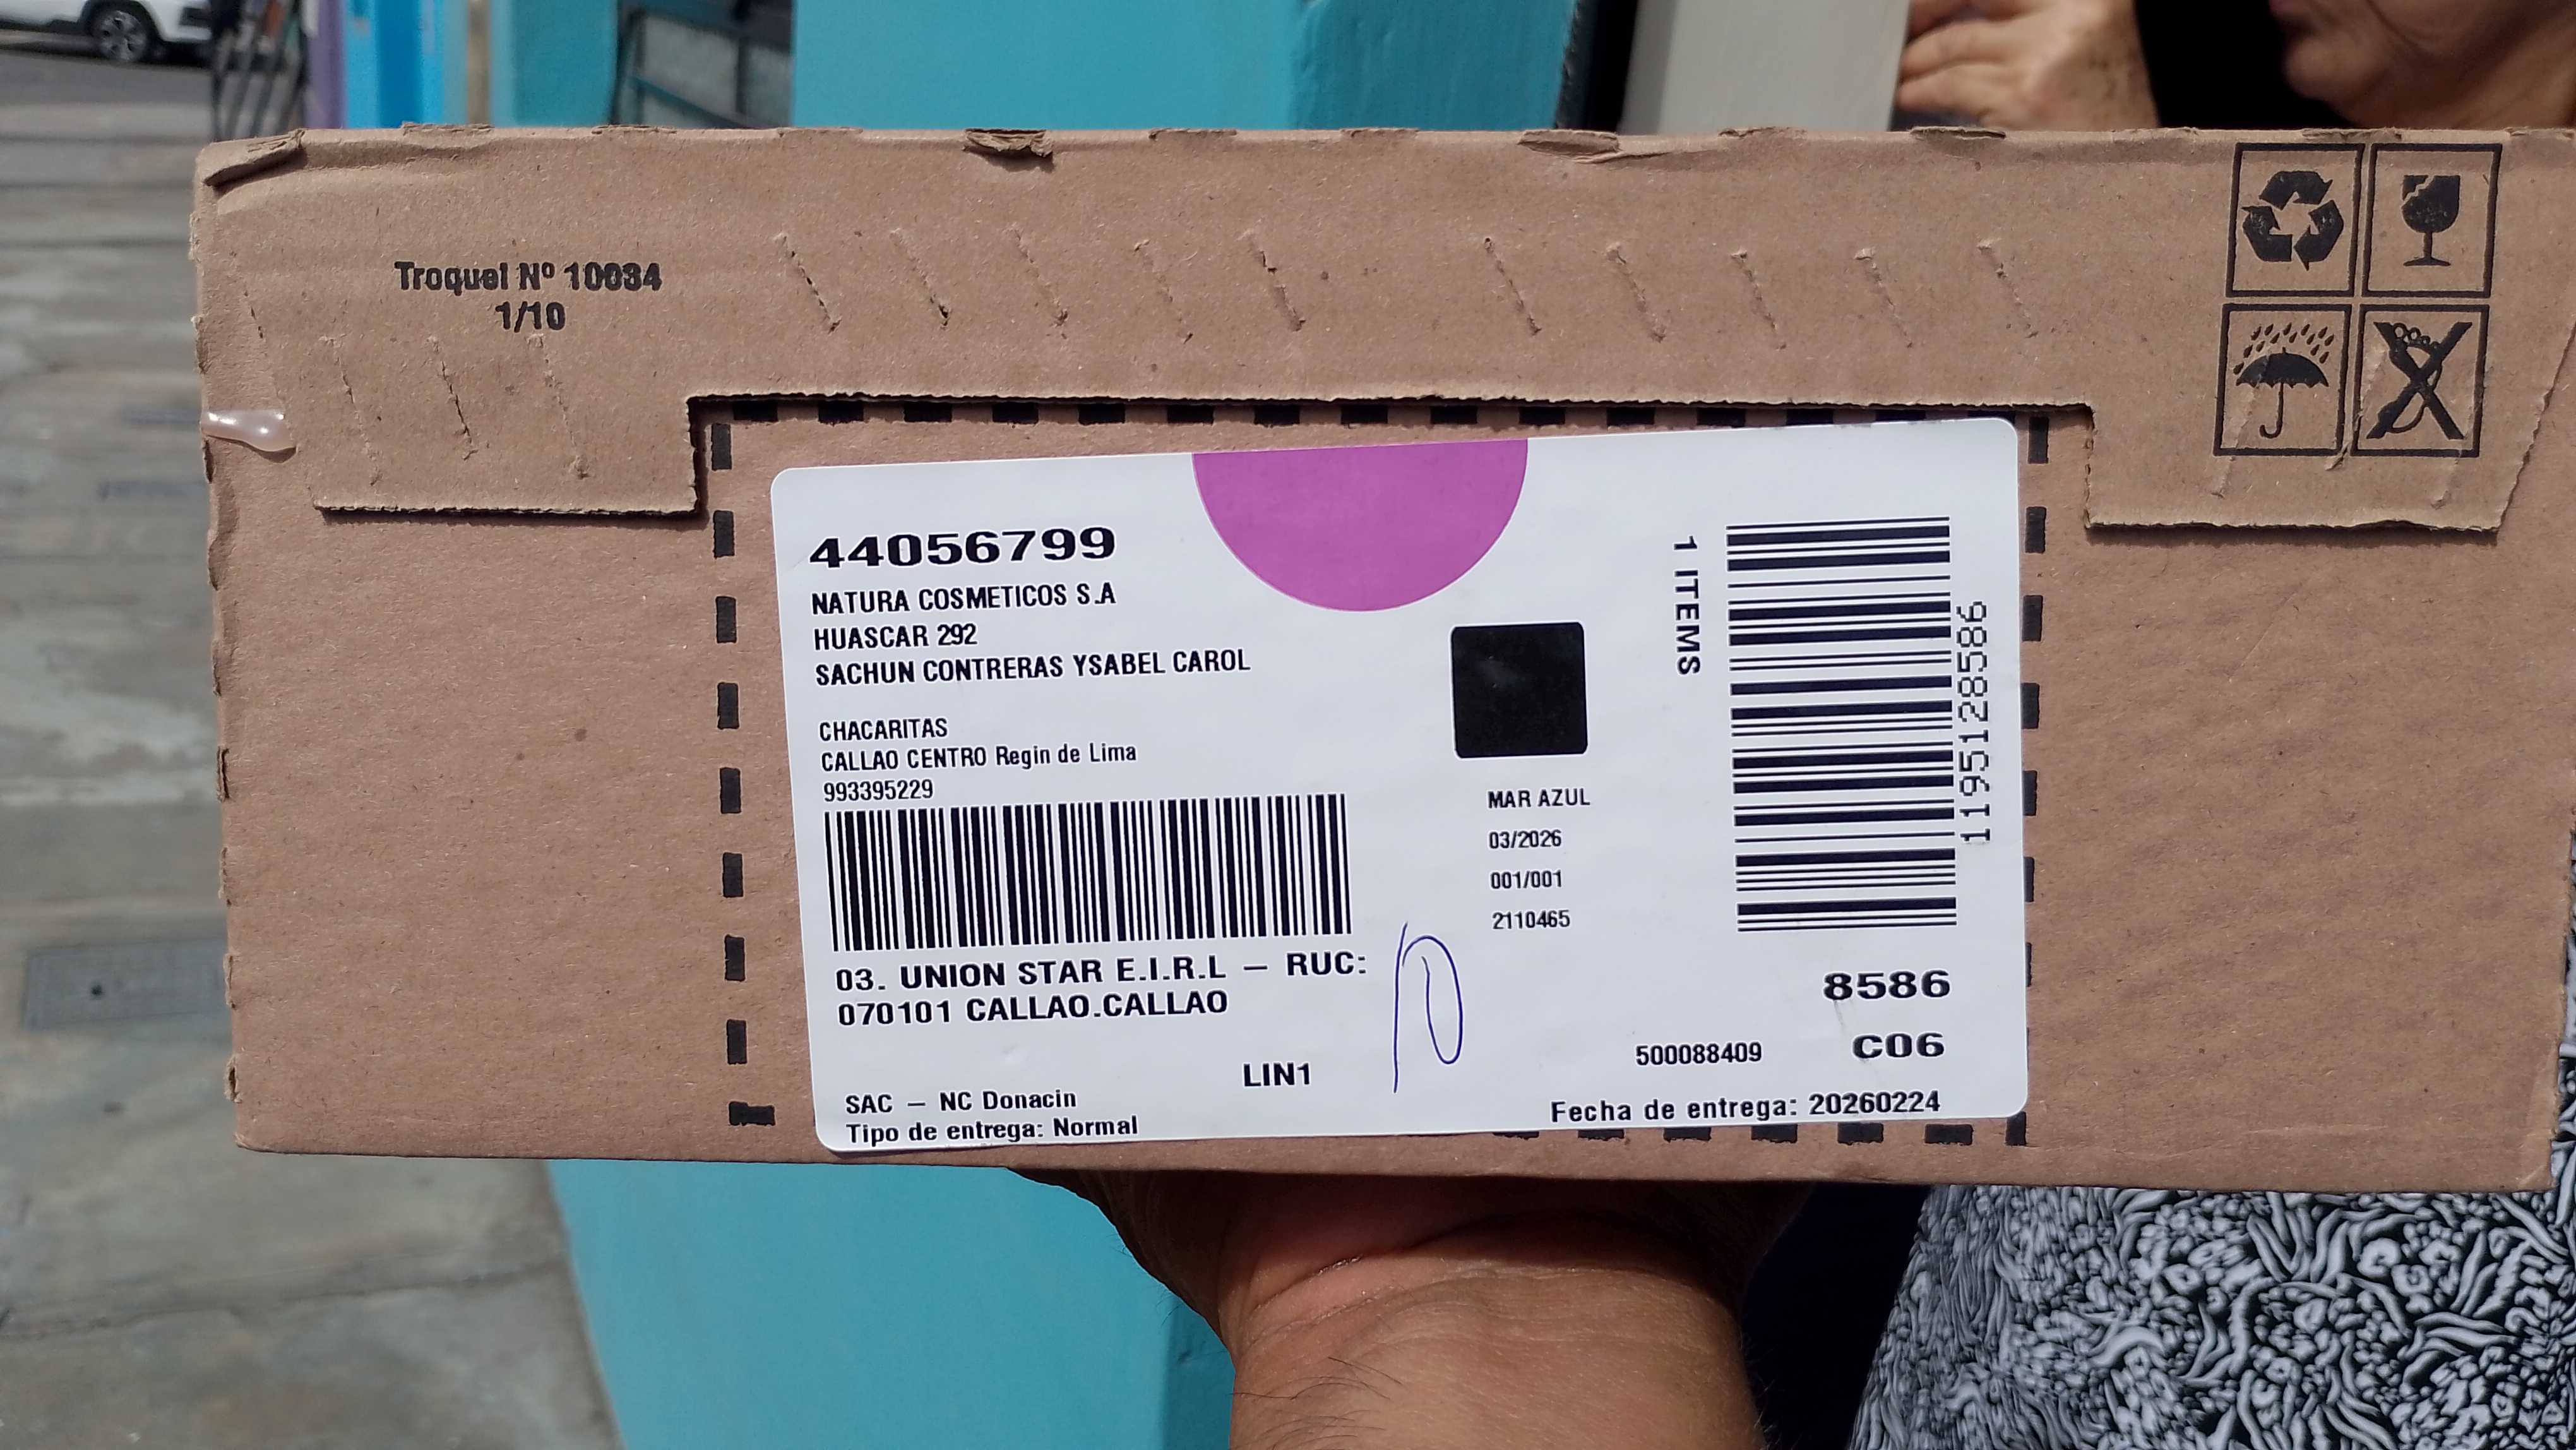 Troquel Nº 10084
1/10
44056799
NATURA COSMETICOS S.A
HUASCAR 292
SACHUN CONTRERAS YSABEL CAROL
CHACARITAS
CALLAO CENTRO Regin de Lima
993395229
03. UNION STAR E.I.R.L – RUC:
070101 CALLAO.CALLAO
LIN1
SAC – NC Donacin
Tipo de entrega: Normal
MAR AZUL
03/2026
001/001
2110465
1 ITEMS
1195128586
8586
500088409 C06
Fecha de entrega: 20260224